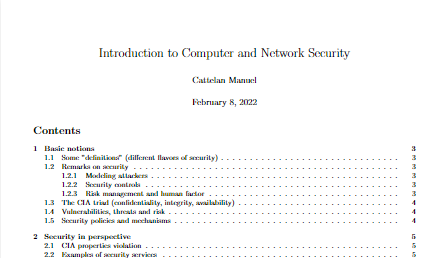 Introduction to Computer and Network Security
Cattelan Manuel
February 8, 2022
Contents
1 Basic notions 3
1.1 Some "definitions" (different flavors of security) . . . . . . . . . . . . . . . . . . . . . . . . . . . 3
1.2 Remarks on security . . . . . . . . . . . . . . . . . . . . . . . . . . . . . . . . . . . . . . . . 3
1.2.1 Modeling attackers . . . . . . . . . . . . . . . . . . . . . . . . . . . . . . . . . . . . . 3
1.2.2 Security controls . . . . . . . . . . . . . . . . . . . . . . . . . . . . . . . . . . . . . . 3
1.2.3 Risk management and human factor . . . . . . . . . . . . . . . . . . . . . . . . . . . . 3
1.3 The CIA triad (confidentiality, integrity, availability) . . . . . . . . . . . . . . . . . . . . . . . . 4
1.4 Vulnerabilities, threats and risk . . . . . . . . . . . . . . . . . . . . . . . . . . . . . . . . . . . 4
1.5 Security policies and mechanisms . . . . . . . . . . . . . . . . . . . . . . . . . . . . . . . . . . 4
2 Security in perspective 5
2.1 CIA properties violation . . . . . . . . . . . . . . . . . . . . . . . . . . . . . . . . . . . . . . 5
2.2 Examples of security services . . . . . . . . . . . . . . . . . . . . . . . . . . . . . . . . . . . . 5